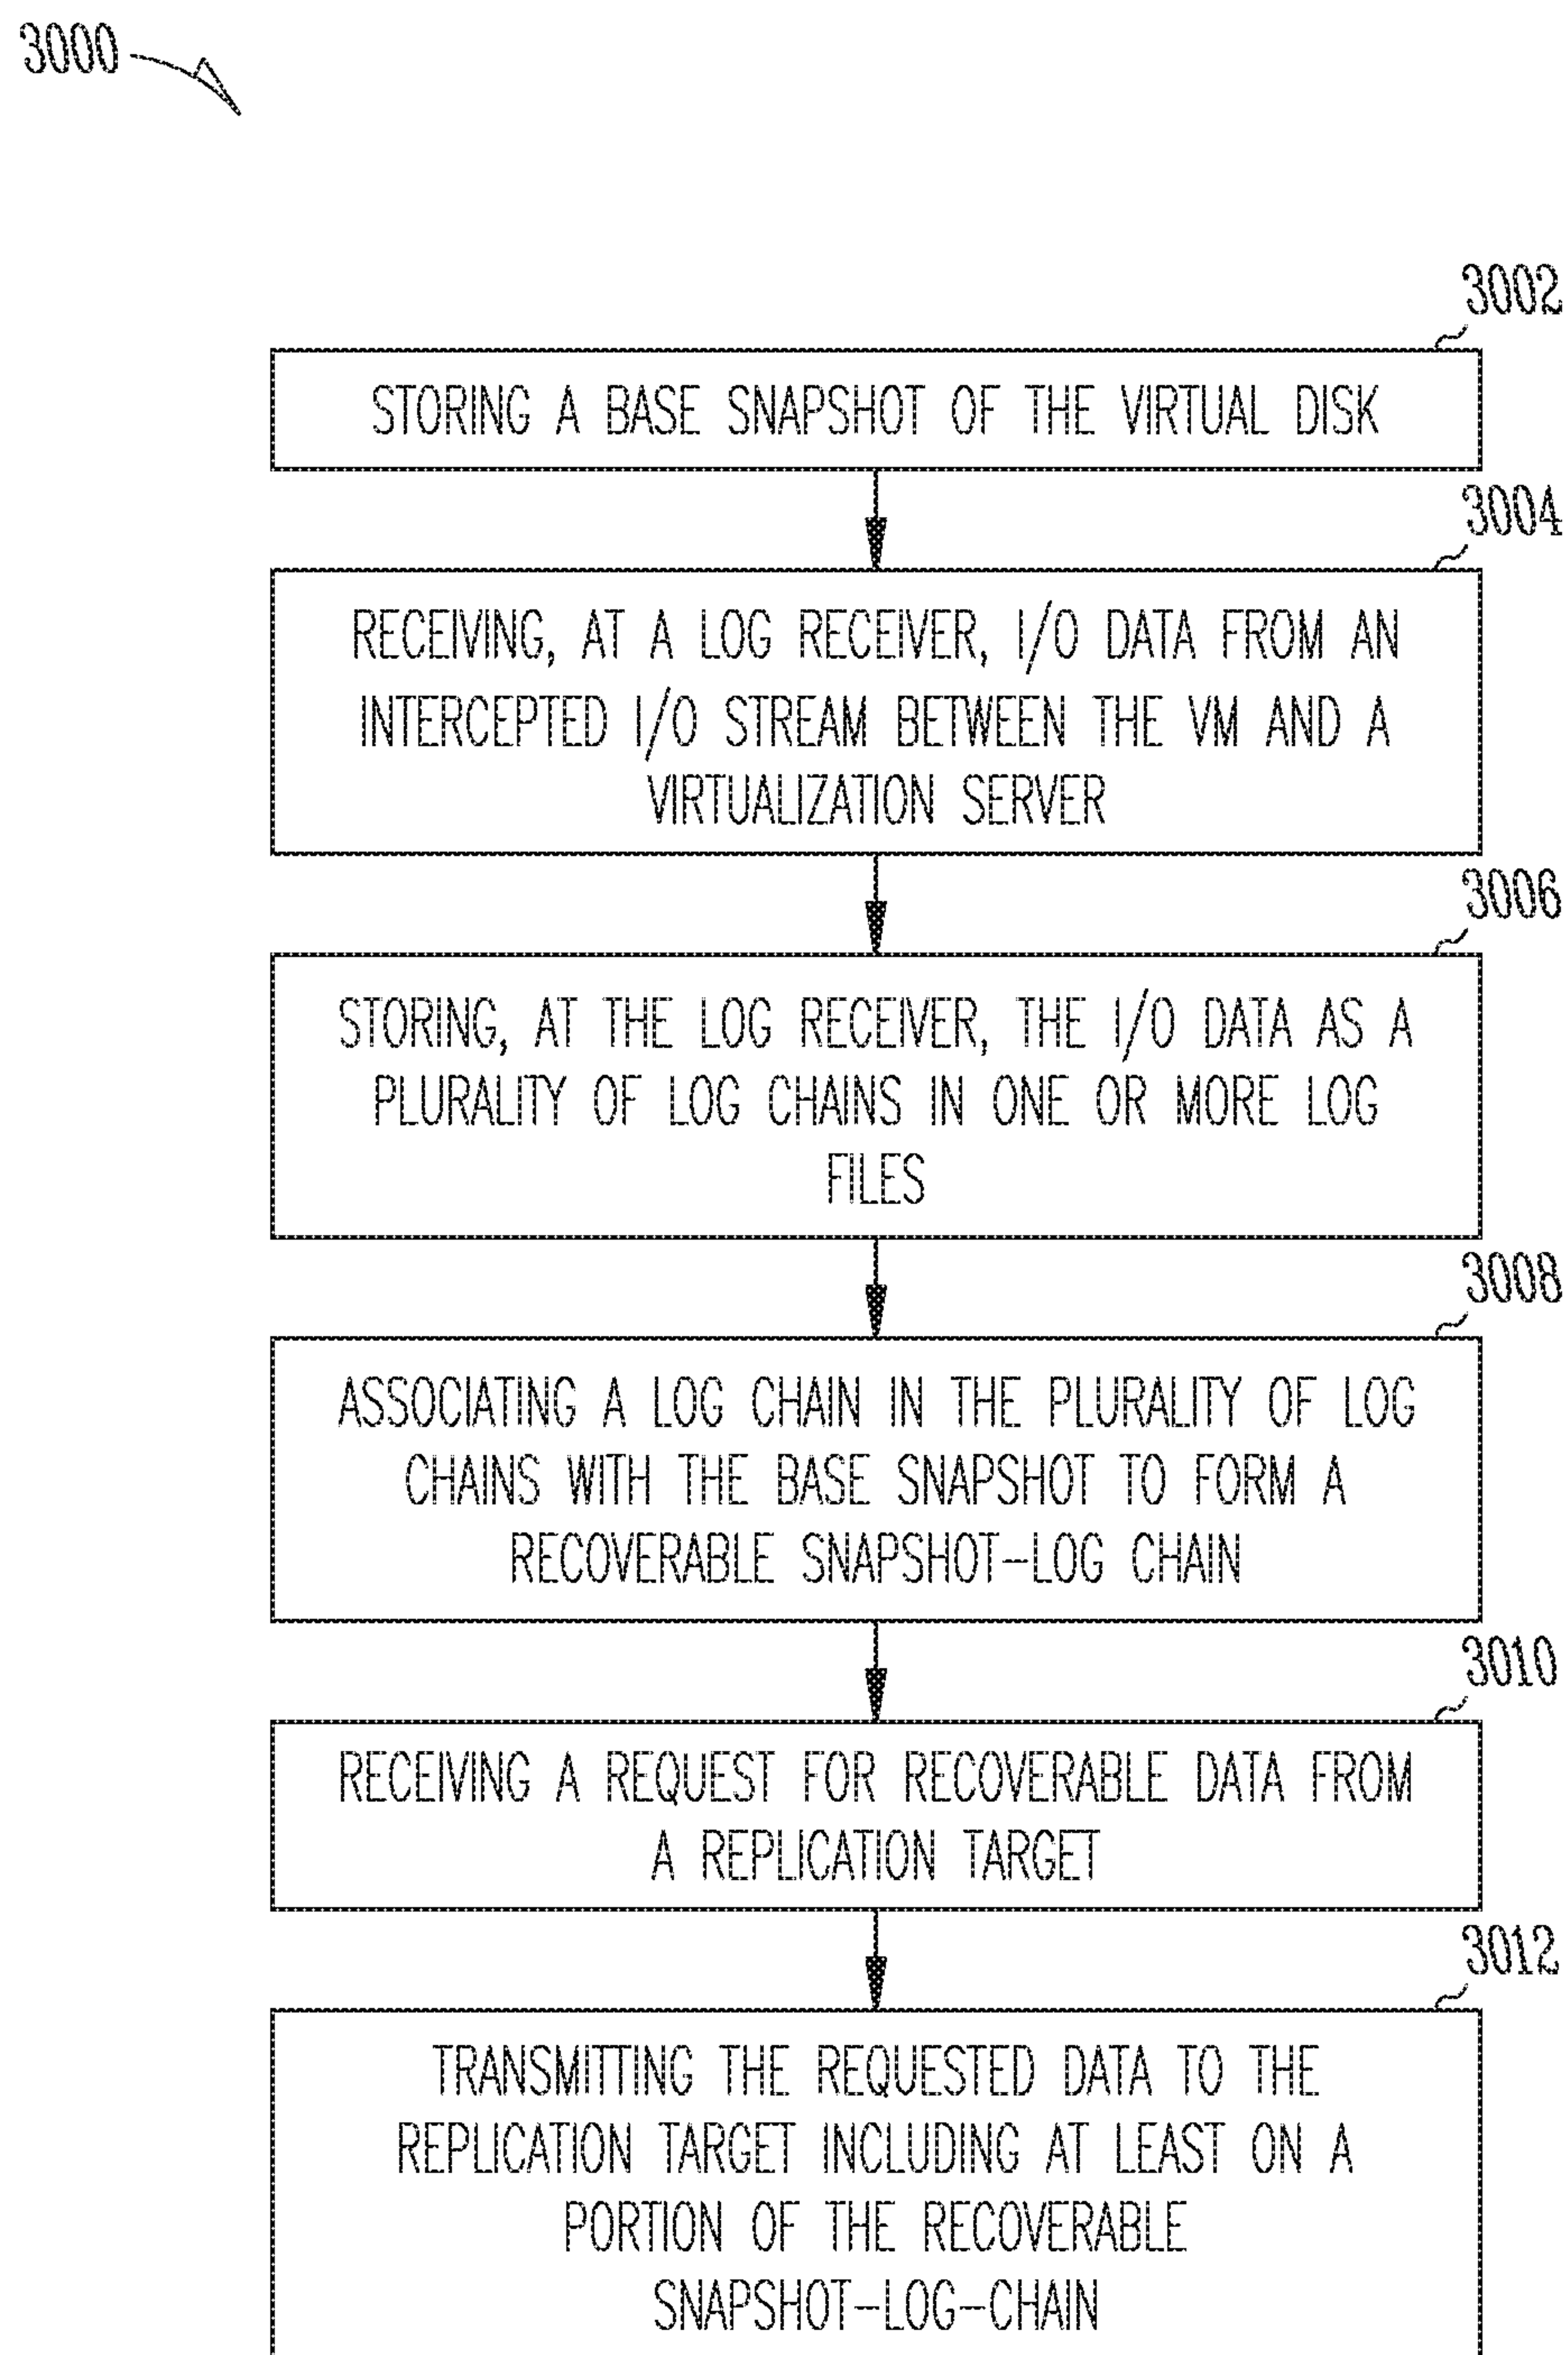 3000
3002
STORING A BASE SNAPSHOT OF THE VIRTUAL DISK
3004
RECEIVING, AT A LOG RECEIVER, I/O DATA FROM AN
INTERCEPTED I/O STREAM BETWEEN THE VM AND A
VIRTUALIZATION SERVER
3006
STORING, AT THE LOG RECEIVER, THE I/O DATA AS A
PLURALITY OF LOG CHAINS IN ONE OR MORE LOG
FILES
3008
ASSOCIATING A LOG CHAIN IN THE PLURALITY OF LOG
CHAINS WITH THE BASE SNAPSHOT TO FORM A
RECOVERABLE SNAPSHOT-LOG CHAIN
3010
RECEIVING A REQUEST FOR RECOVERABLE DATA FROM
A REPLICATION TARGET
3012
TRANSMITTING THE REQUESTED DATA TO THE
REPLICATION TARGET INCLUDING AT LEAST ON A
PORTION OF THE RECOVERABLE
SNAPSHOT-LOG-CHAIN